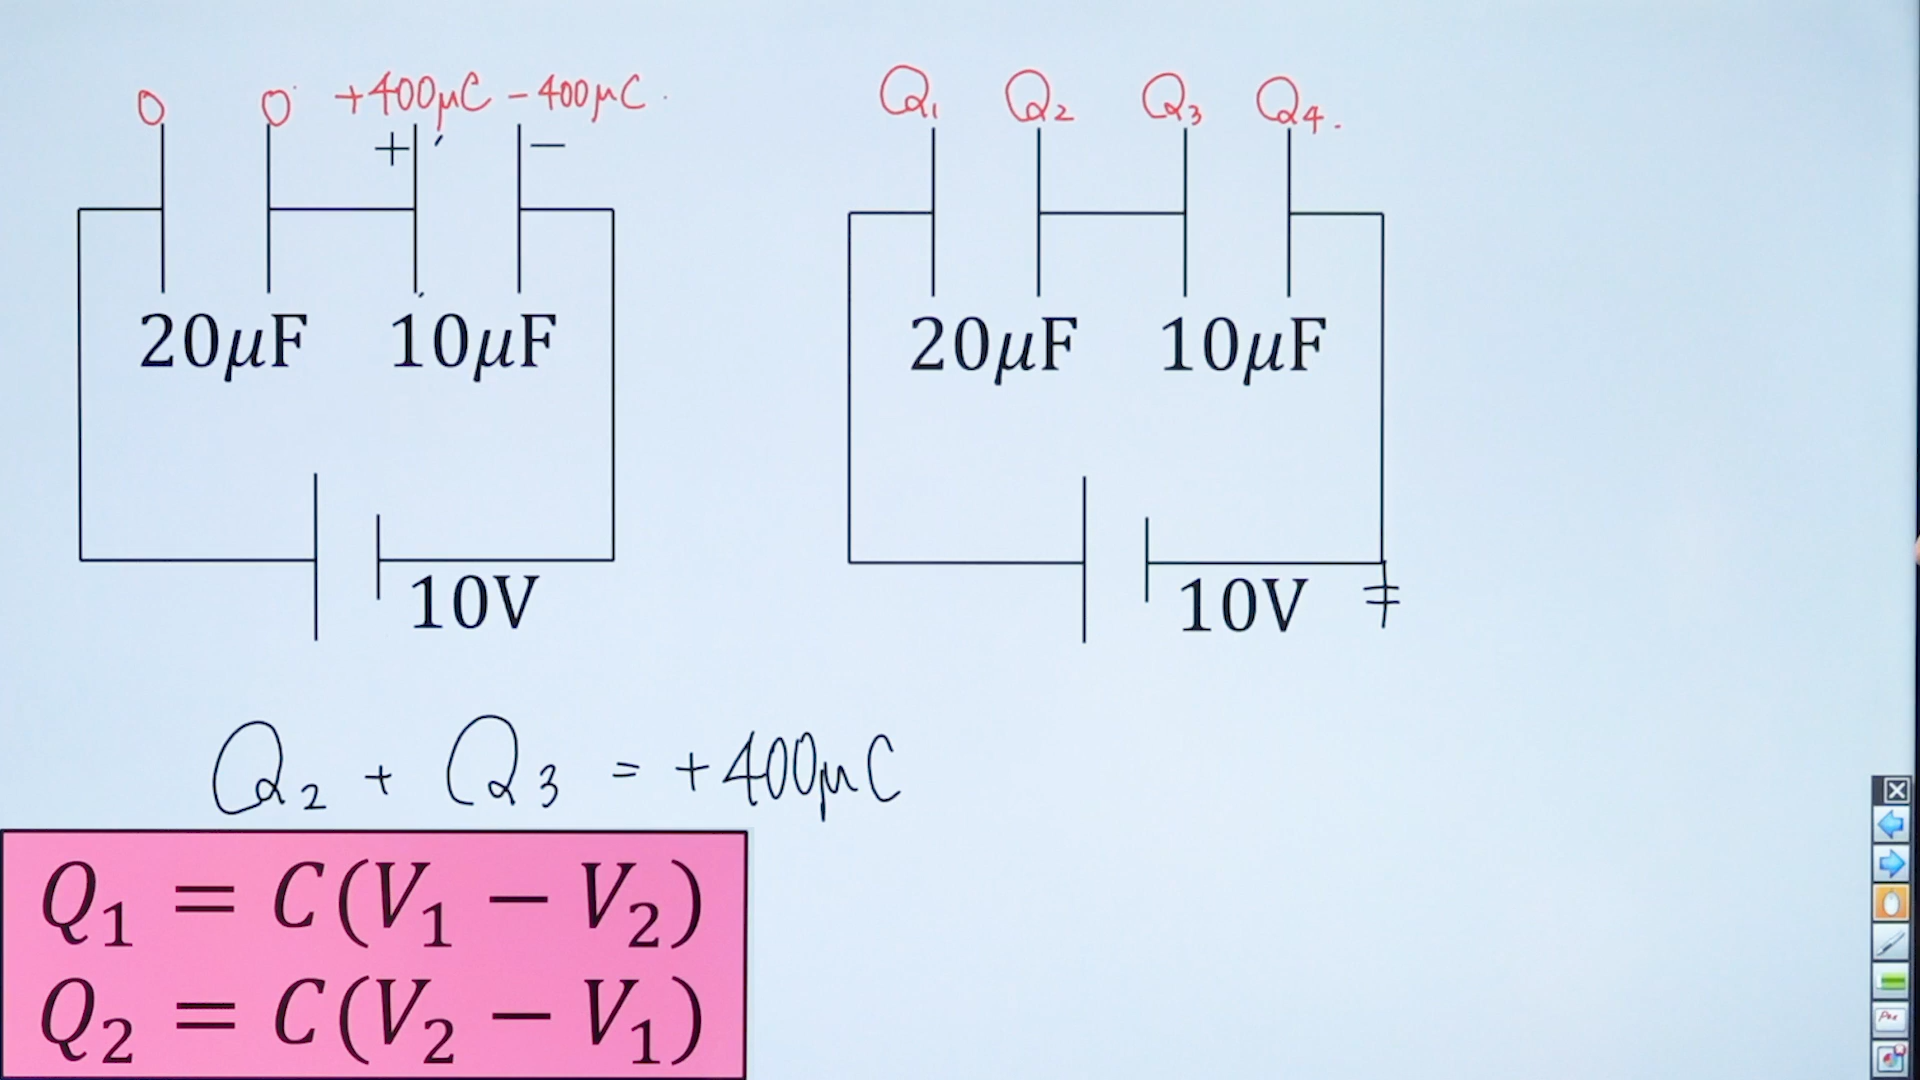 0 0 +400μC -400μC
+ -
20μF 10μF
10V
Q1 Q2 Q3 Q4
20μF 10μF
10V
Q2 + Q3 = +400μC
Q1 = C(V1 − V2)
Q2 = C(V2 − V1)